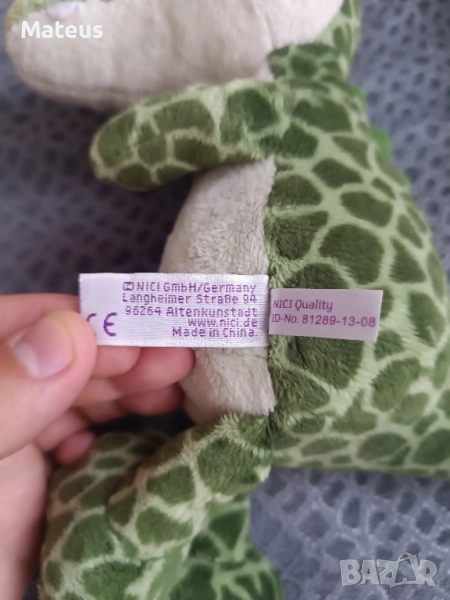 Mateus
NICI GmbH/Germany
Langheimer Straße 94
96264 Altenkunstadt
www.nici.de
Made in China.
CE
NICI Quality
ID-No. 81289-13-08
BAZAR